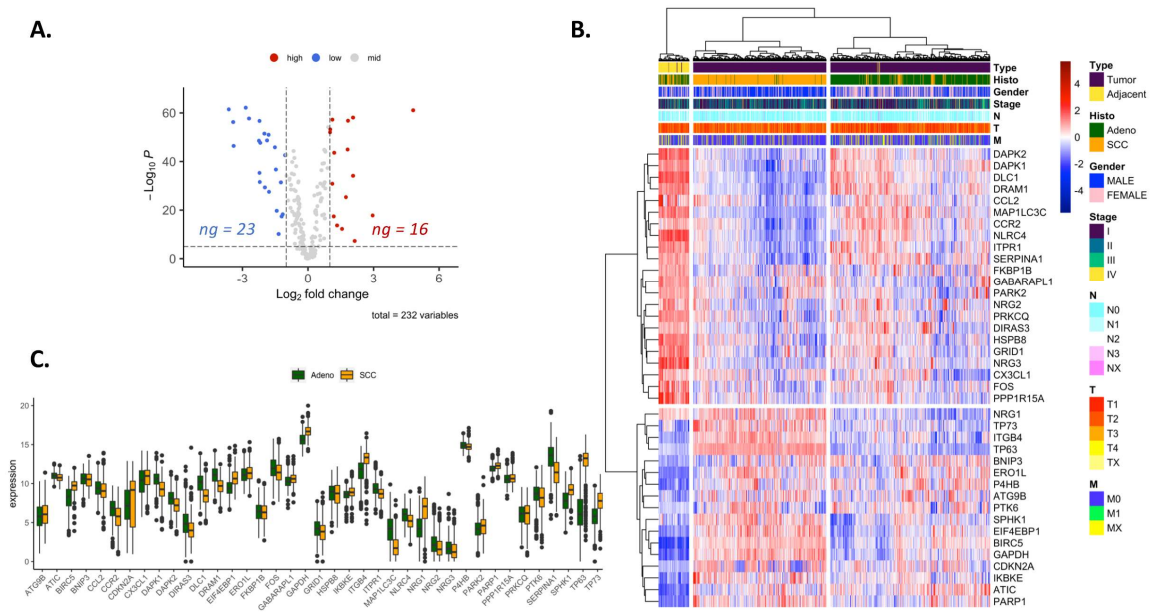 A.
high low mid
60
40
20
0
– Log10 P
ng = 23
ng = 16
-3 0 3
Log2 fold change
total = 232 variables
B.
Type
Histo
Gender
Stage
N
T
M
DAPK2
DAPK1
DLC1
DRAM1
CCL2
MAP1LC3C
CCR2
NLRC4
ITPR1
SERPINA1
FKBP1B
GABARAPL1
PARK2
NRG2
PRKCQ
DIRAS3
HSPB8
GRID1
NRG3
CX3CL1
FOS
PPP1R15A
NRG1
TP73
ITGB4
TP63
BNIP3
ERO1L
P4HB
ATG9B
PTK6
SPHK1
EIF4EBP1
BIRC5
GAPDH
CDKN2A
IKBKE
ATIC
PARP1
4
2
0
-2
-4
Type
Tumor
Adjacent
Histo
Adeno
SCC
Gender
MALE
FEMALE
Stage
I
II
III
IV
N
N0
N1
N2
N3
NX
T
T1
T2
T3
T4
TX
M
M0
M1
MX
C.
Adeno SCC
20
15
10
5
0
expression
ATG9B
ATIC
BIRC5
BNIP3
CCL2
CCR2
CDKN2A
CX3CL1
DAPK1
DAPK2
DIRAS3
DLC1
DRAM1
EIF4EBP1
ERO1L
FKBP1B
FOS
GABARAPL1
GAPDH
GRID1
HSPB8
IKBKE
ITGB4
ITPR1
MAP1LC3C
NLRC4
NRG1
NRG2
NRG3
P4HB
PARK2
PARP1
PPP1R15A
PRKCQ
PTK6
SERPINA1
SPHK1
TP63
TP73